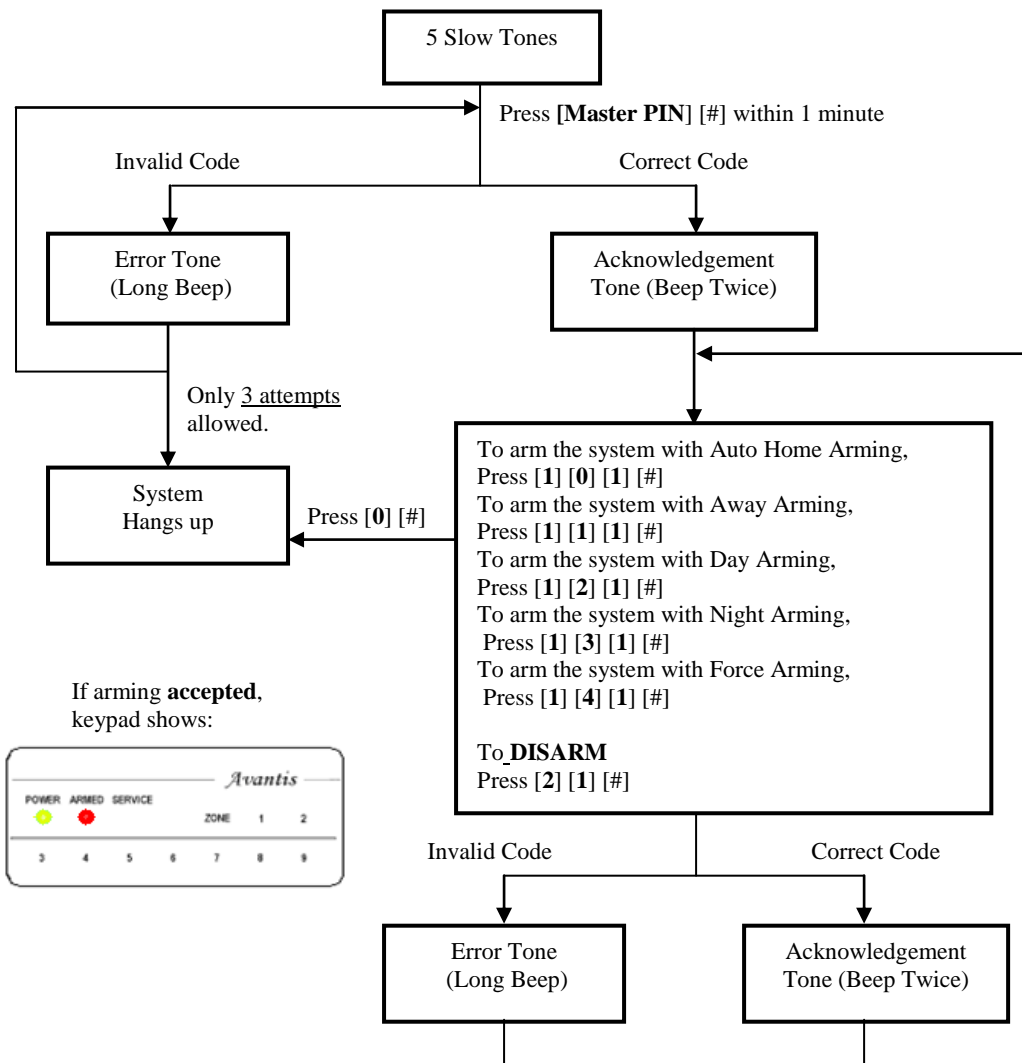 5 Slow Tones
Press [Master PIN] [#] within 1 minute
Invalid Code
Correct Code
Error Tone
(Long Beep)
Acknowledgement
Tone (Beep Twice)
Only 3 attempts
allowed.
System
Hangs up
Press [0] [#]
To arm the system with Auto Home Arming,
Press [1] [0] [1] [#]
To arm the system with Away Arming,
Press [1] [1] [1] [#]
To arm the system with Day Arming,
Press [1] [2] [1] [#]
To arm the system with Night Arming,
Press [1] [3] [1] [#]
To arm the system with Force Arming,
Press [1] [4] [1] [#]
To DISARM
Press [2] [1] [#]
If arming accepted,
keypad shows:
Avantis
POWER ARMED SERVICE
ZONE 1 2
3 4 5 6 7 8 9
Invalid Code
Correct Code
Error Tone
(Long Beep)
Acknowledgement
Tone (Beep Twice)